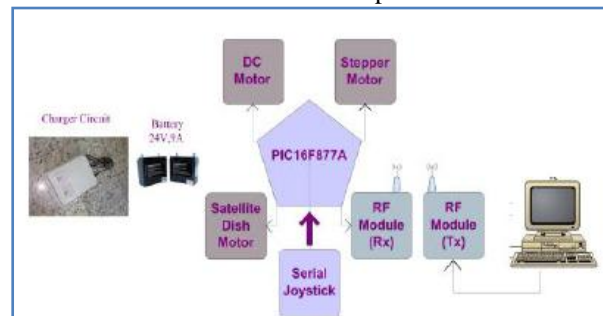 DC
Motor
Stepper
Motor
Charger Circuit
Battery
24V,9A
PIC16F877A
Satellite
Dish Motor
RF
Module
(Rx)
RF
Module
(Tx)
Serial
Joystick